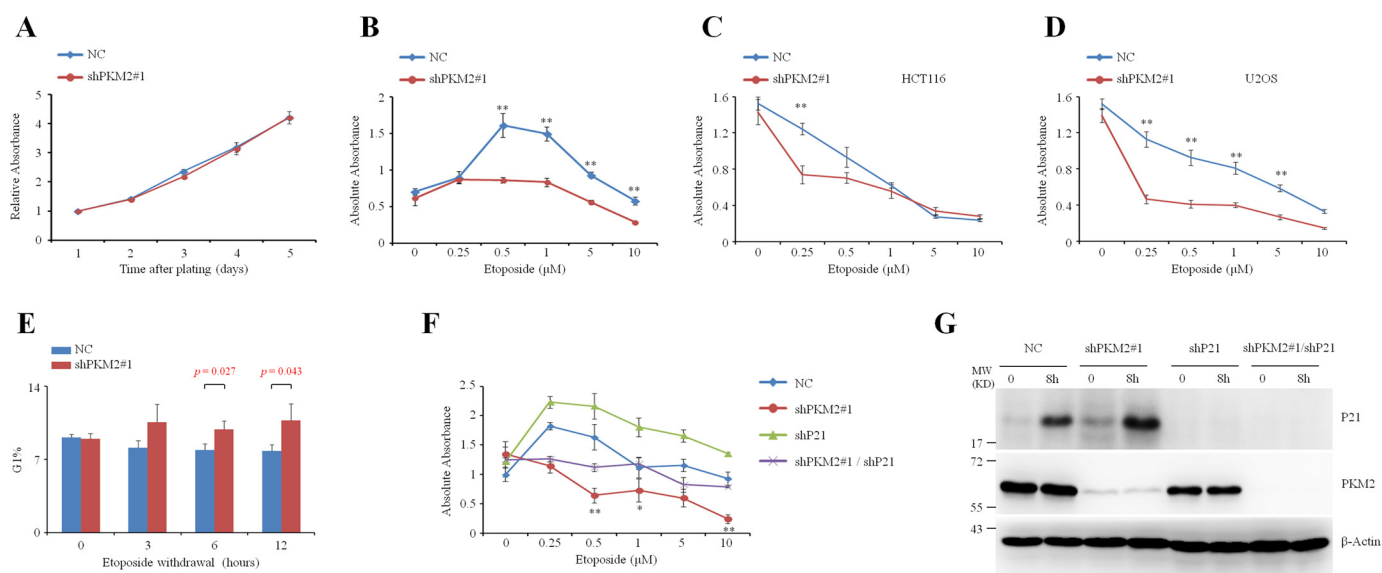 A
NC
shPKM2#1
Relative Absorbance
5
4
3
2
1
0
1 2 3 4 5
Time after plating (days)
B
NC
shPKM2#1
Absolute Absorbance
2
1.5
1
0.5
0
** ** ** **
0 0.25 0.5 1 5 10
Etoposide (μM)
C
NC
shPKM2#1 HCT116
Absolute Absorbance
1.6
1.2
0.8
0.4
0
**
0 0.25 0.5 1 5 10
Etoposide (μM)
D
NC
shPKM2#1 U2OS
Absolute Absorbance
1.6
1.2
0.8
0.4
0
** ** ** **
0 0.25 0.5 1 5 10
Etoposide (μM)
E
NC
shPKM2#1
p = 0.027 p = 0.043
G1%
14
7
0
0 3 6 12
Etoposide withdrawal (hours)
F
NC
shPKM2#1
shP21
shPKM2#1 / shP21
Absolute Absorbance
2.5
2
1.5
1
0.5
0
** * **
0 0.25 0.5 1 5 10
Etoposide (μM)
G
NC shPKM2#1 shP21 shPKM2#1/shP21
MW
(KD)
0 8h 0 8h 0 8h 0 8h
P21
17
72
PKM2
55
43
β-Actin